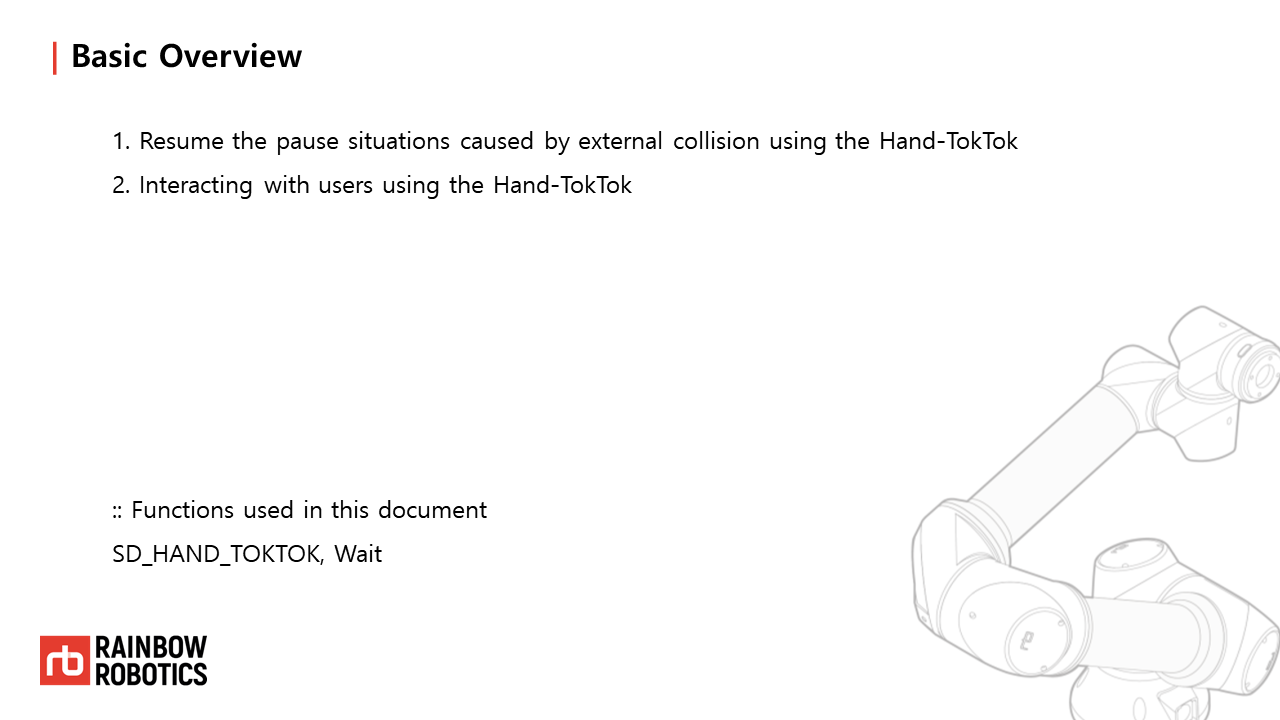 Basic Overview
1. Resume the pause situations caused by external collision using the Hand-TokTok
2. Interacting with users using the Hand-TokTok
:: Functions used in this document
SD_HAND_TOKTOK, Wait
rb RAINBOW
ROBOTICS